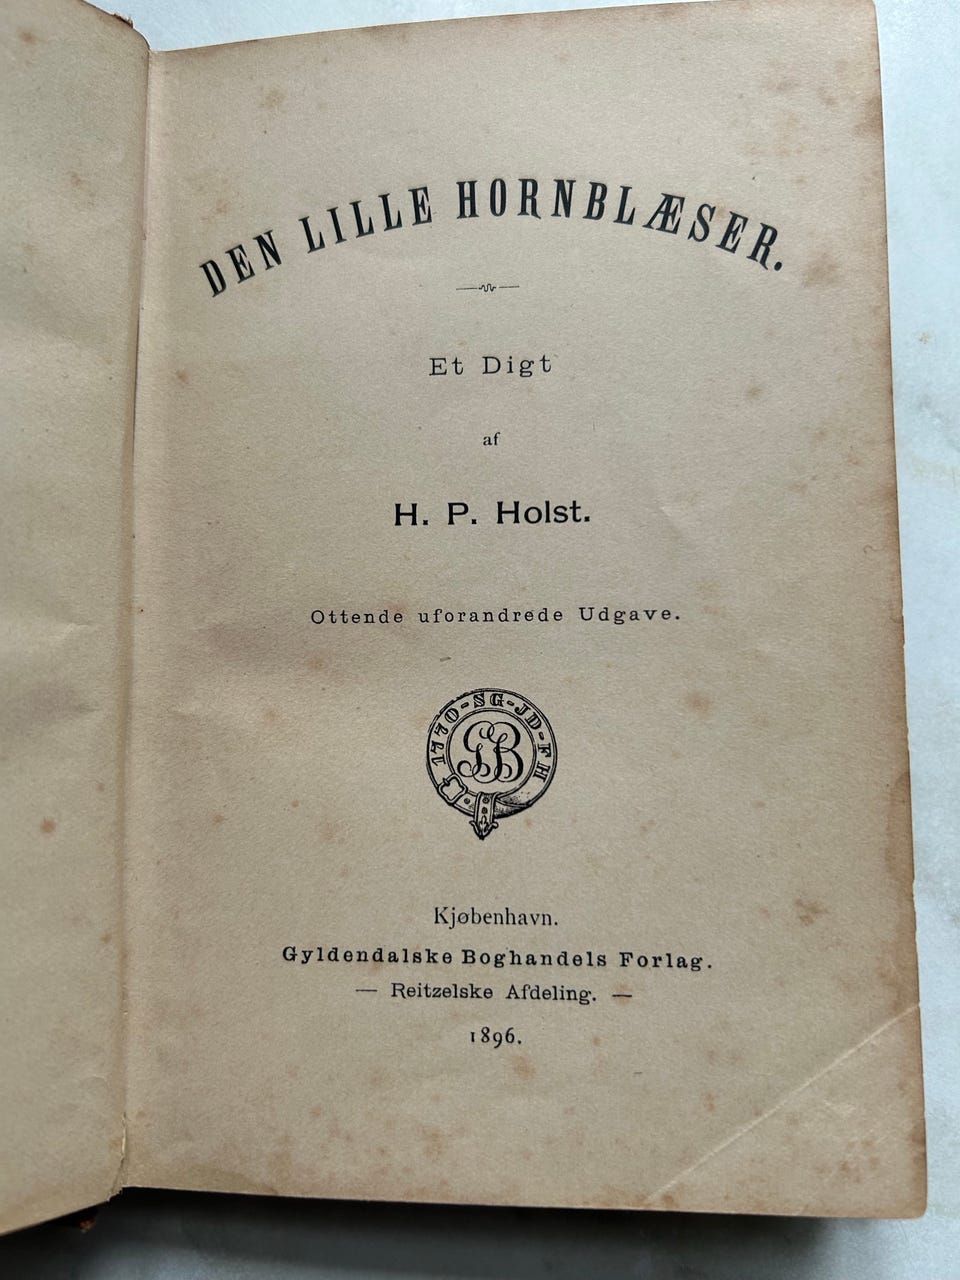 DEN LILLE HORNBLÆSER.
Et Digt
af
H. P. Holst.
Ottende uforandrede Udgave.
1770-SG-JD-FH
GB
Kjøbenhavn.
Gyldendalske Boghandels Forlag.
— Reitzelske Afdeling. —
1896.